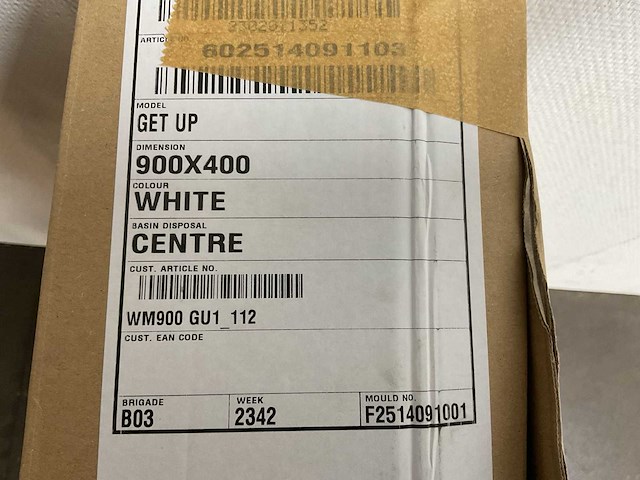 ARTIC
602514091103
MODEL
GET UP
DIMENSION
900X400
COLOUR
WHITE
BASIN DISPOSAL
CENTRE
CUST. ARTICLE NO.
WM900 GU1_112
CUST. EAN CODE
BRIGADE WEEK MOULD NO.
B03 2342 F2514091001